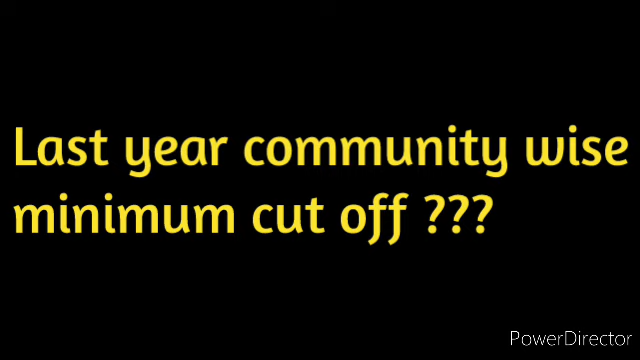 Last year community wise
minimum cut off ???
PowerDirector